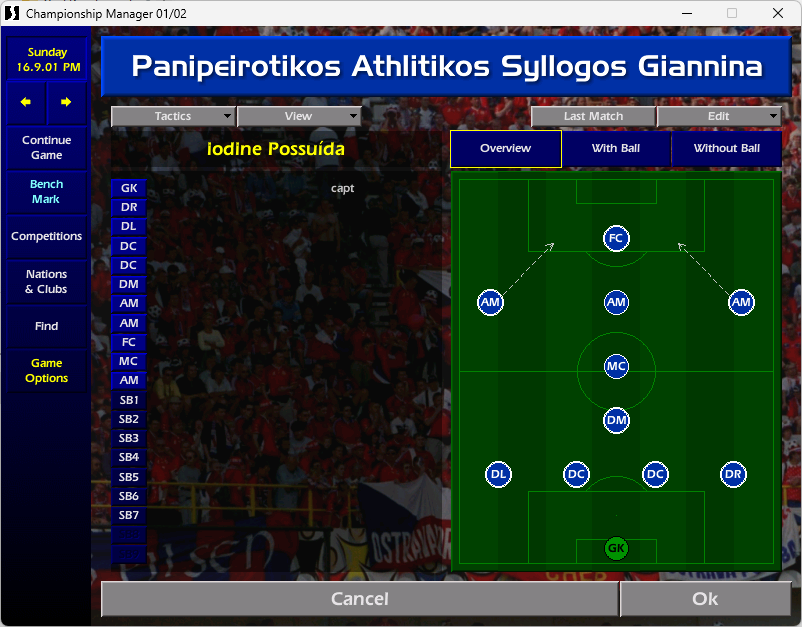 Championship Manager 01/02
Sunday
16.9.01 PM
Continue
Game
Bench
Mark
Competitions
Nations
& Clubs
Find
Game
Options
Panipeirotikos Athlitikos Syllogos Giannina
Tactics
View
Last Match
Edit
Iodine Possuída
GK
capt
DR
DL
DC
DC
DM
AM
AM
FC
MC
AM
SB1
SB2
SB3
SB4
SB5
SB6
SB7
Overview
With Ball
Without Ball
FC
AM
AM
AM
MC
DM
DL
DC
DC
DR
GK
Cancel
Ok